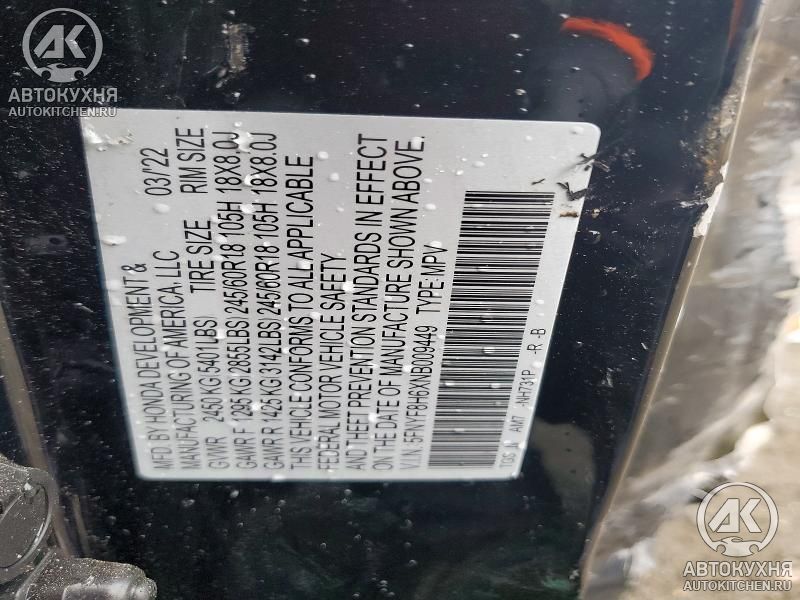 АВТОКУХНЯ
AUTOKITCHEN.RU
MFD. BY HONDA DEVELOPMENT & 03/'22
MANUFACTURING OF AMERICA, LLC
TIRE SIZE RIM SIZE
GVWR 2450 KG 5401LBS
GAWR F 1295 KG 2855LBS 245/60R18 105H 18X8.0J
GAWR R 1425 KG 3142LBS 245/60R18 105H 18X8.0J
THIS VEHICLE CONFORMS TO ALL APPLICABLE
FEDERAL MOTOR VEHICLE SAFETY
AND THEFT PREVENTION STANDARDS IN EFFECT
ON THE DATE OF MANUFACTURE SHOWN ABOVE.
V.I.N. 5FNYF8H6XNB009449 TYPE:MPV
TGS AM7 -NH731P -R -B
АВТОКУХНЯ
AUTOKITCHEN.RU